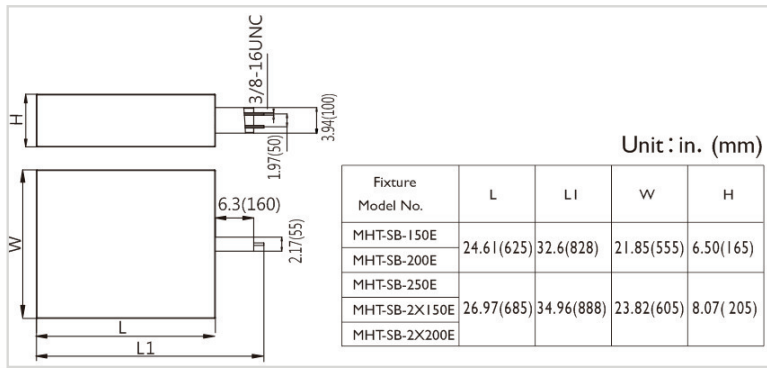 3/8-16UNC
H
3.94(100)
1.97(50)
6.3(160)
2.17(55)
W
L
L1
Unit:in. (mm)
Fixture
Model No.
L
L1
W
H
MHT-SB-150E
MHT-SB-200E
24.61(625)
32.6(828)
21.85(555)
6.50(165)
MHT-SB-250E
MHT-SB-2X150E
MHT-SB-2X200E
26.97(685)
34.96(888)
23.82(605)
8.07( 205)